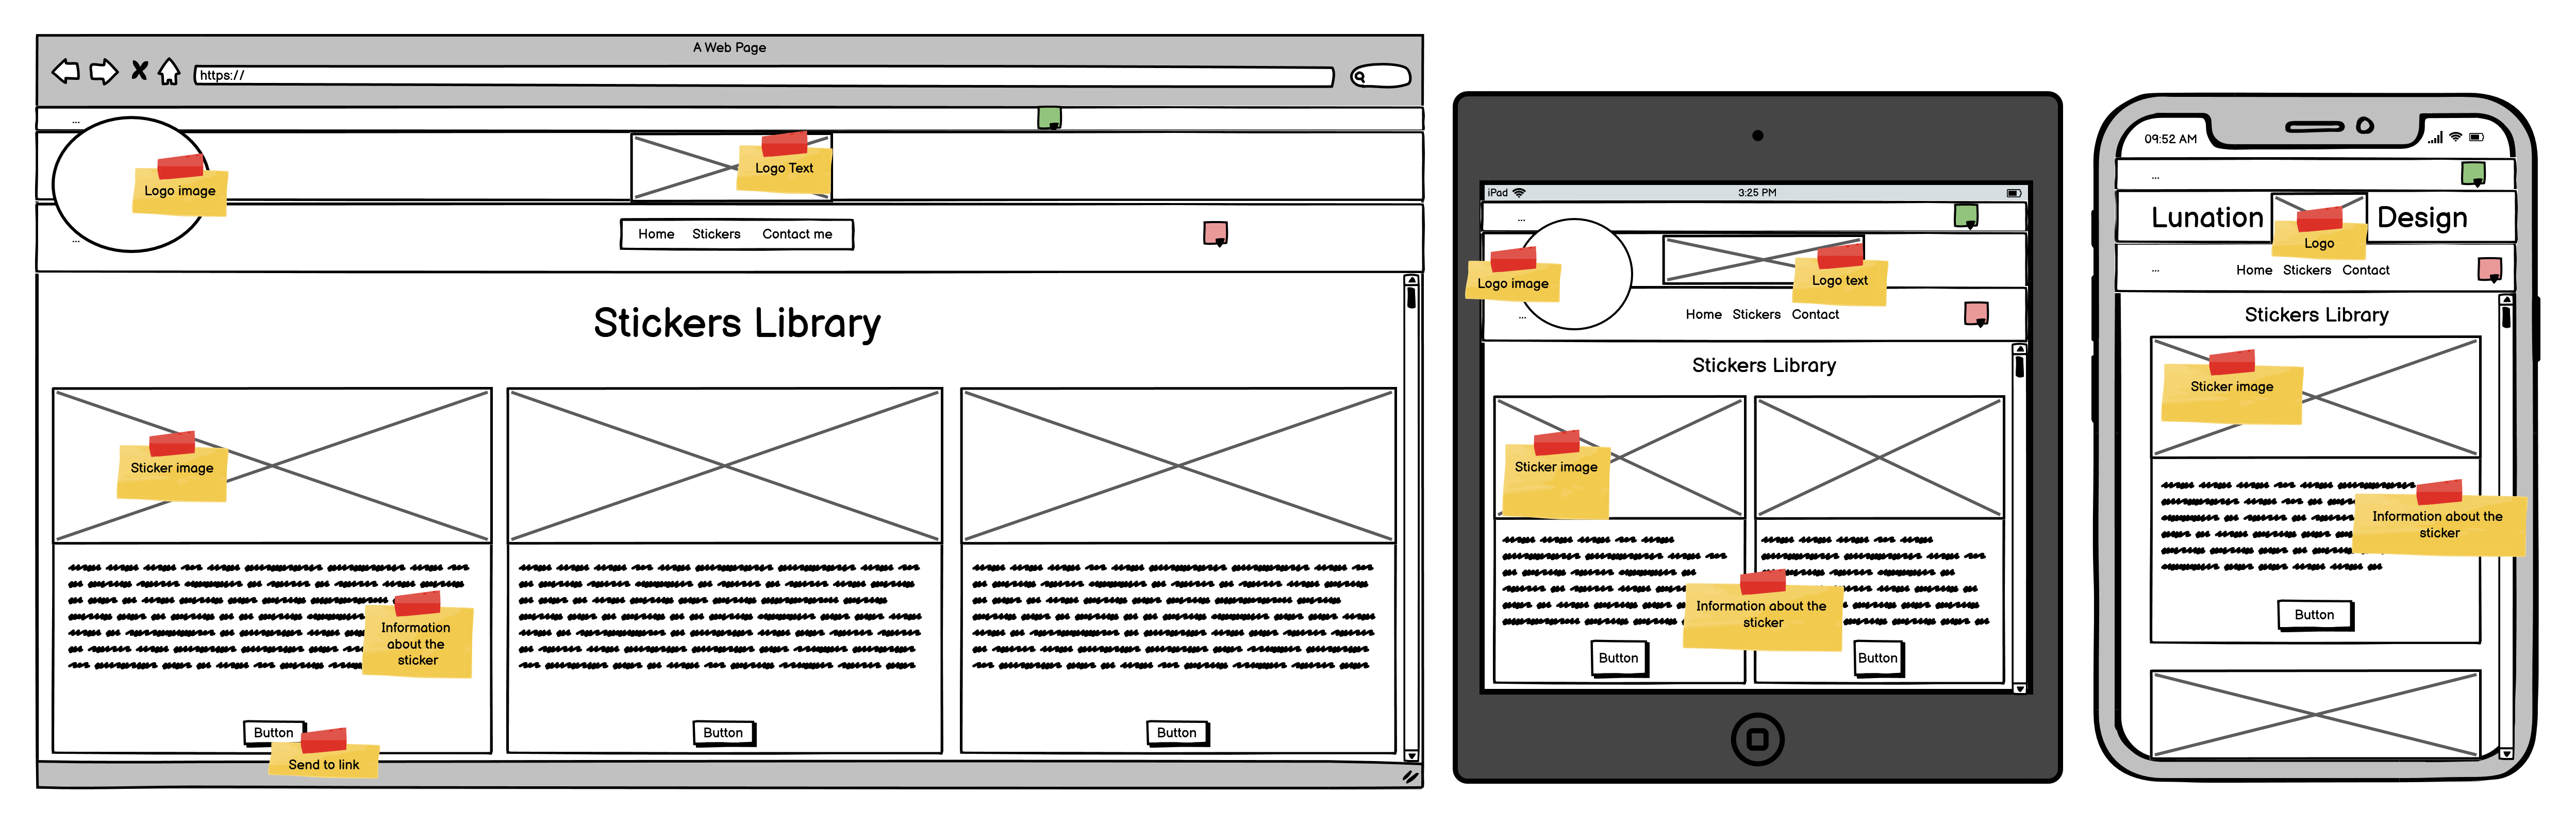 A Web Page
https://
...
Logo image
Logo Text
...
Home Stickers Contact me
Stickers Library
Sticker image
Information
about the
sticker
Button
Button
Button
Send to link
iPad
3:25 PM
...
Logo image
Logo text
...
Home Stickers Contact
Stickers Library
Sticker image
Information about the
sticker
Button
Button
09:52 AM
...
Lunation
Design
Logo
...
Home Stickers Contact
Stickers Library
Sticker image
Information about the
sticker
Button